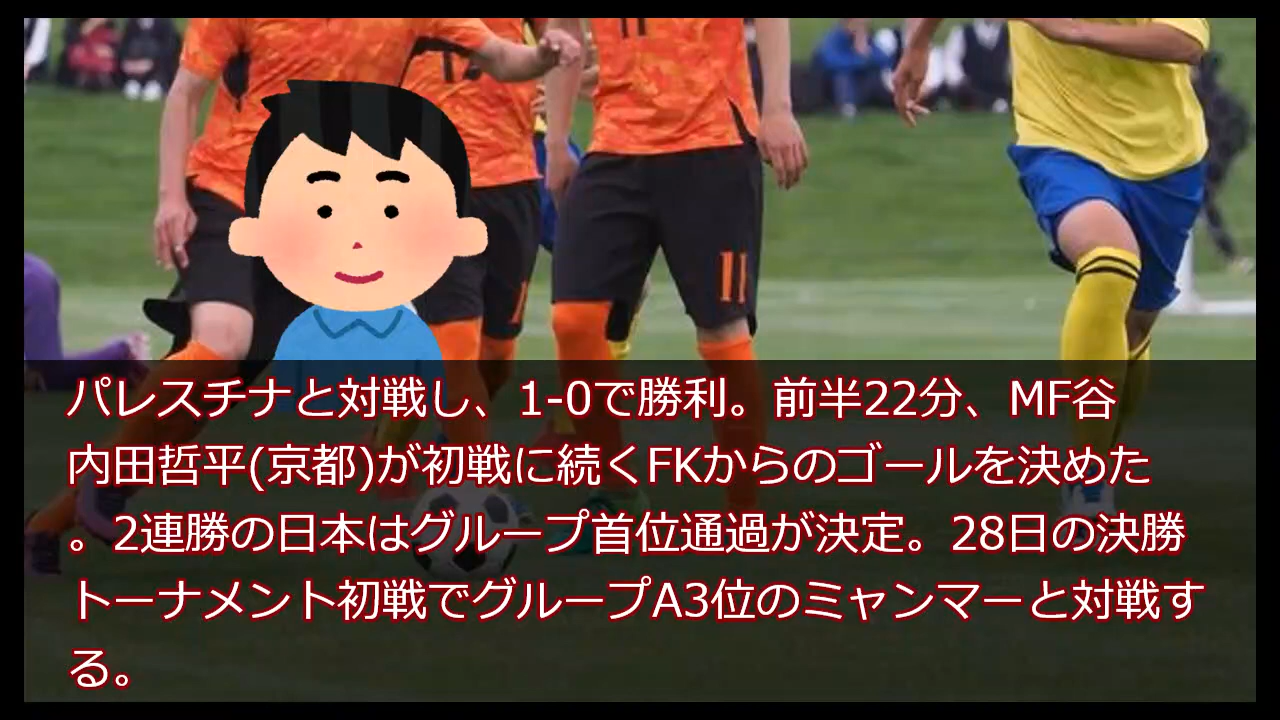 11
12
11
1
パレスチナと対戦し、1-0で勝利。前半22分、MF谷
内田哲平(京都)が初戦に続くFKからのゴールを決めた
。2連勝の日本はグループ首位通過が決定。28日の決勝
トーナメント初戦でグループA3位のミャンマーと対戦す
る。